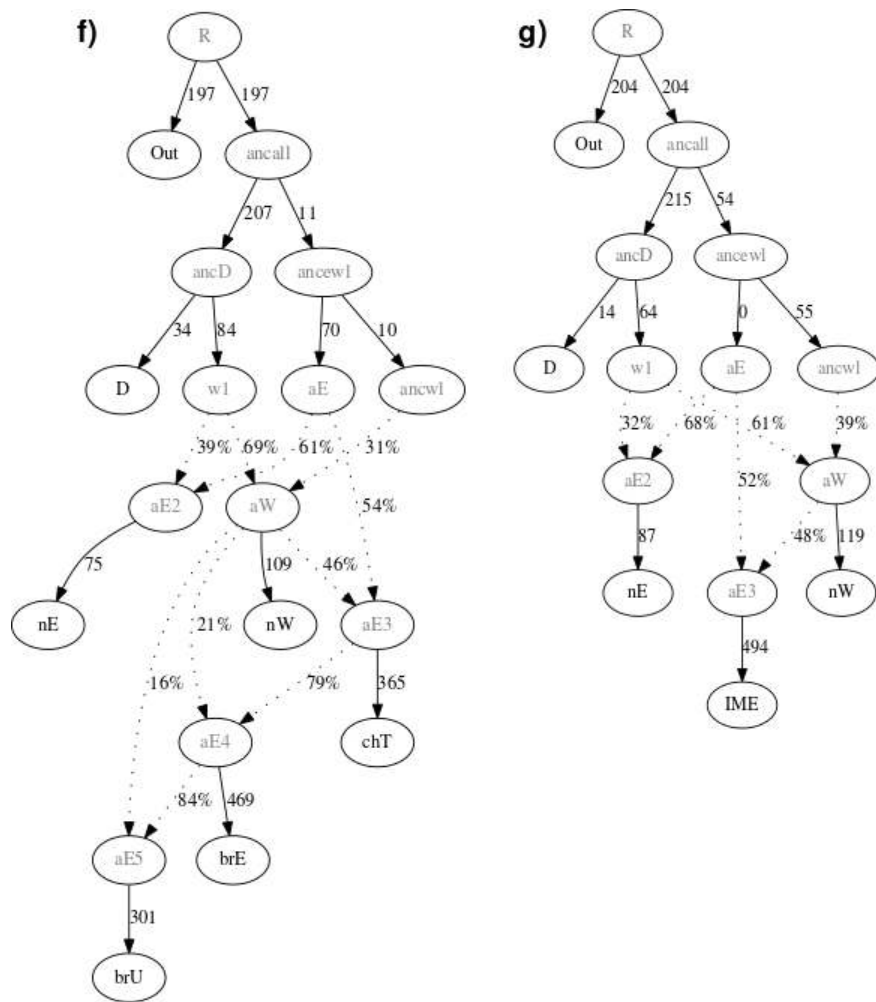 f)
R
197 197
Out ancall
207 11
ancD ancewl
34 84 70 10
D w1 aE ancwl
39% 69% 61% 31%
aE2 aW
54%
75 109 46%
nE nW aE3
21%
16% 79% 365
aE4 chT
84% 469
aE5 brE
301
brU
g)
R
204 204
Out ancall
215 54
ancD ancewl
14 64 0 55
D w1 aE ancwl
32% 68% 61% 39%
aE2 aW
52%
87 48% 119
nE aE3 nW
494
IME